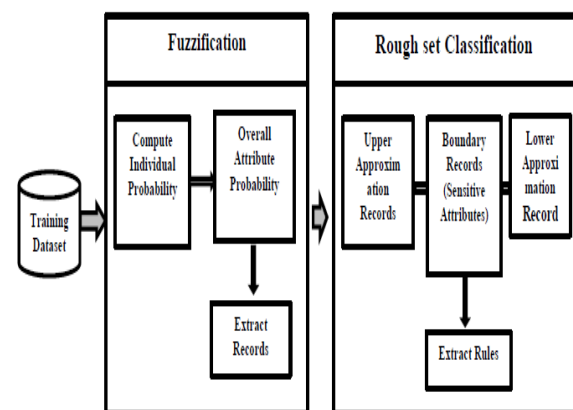 Fuzzification
Rough set Classification
Training
Dataset
Compute
Individual
Probability
Overall
Attribute
Probability
Extract
Records
Upper
Approxim
ation
Records
Boundary
Records
(Sensitive
Attributes)
Lower
Approxi
mation
Record
Extract Rules